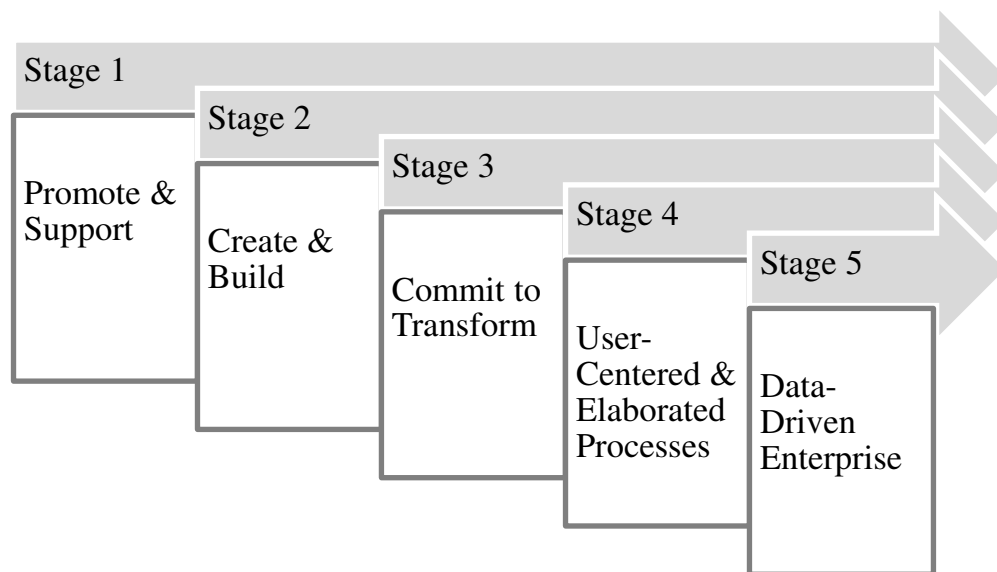 Stage 1
Promote &
Support
Stage 2
Create &
Build
Stage 3
Commit to
Transform
Stage 4
User-
Centered &
Elaborated
Processes
Stage 5
Data-
Driven
Enterprise